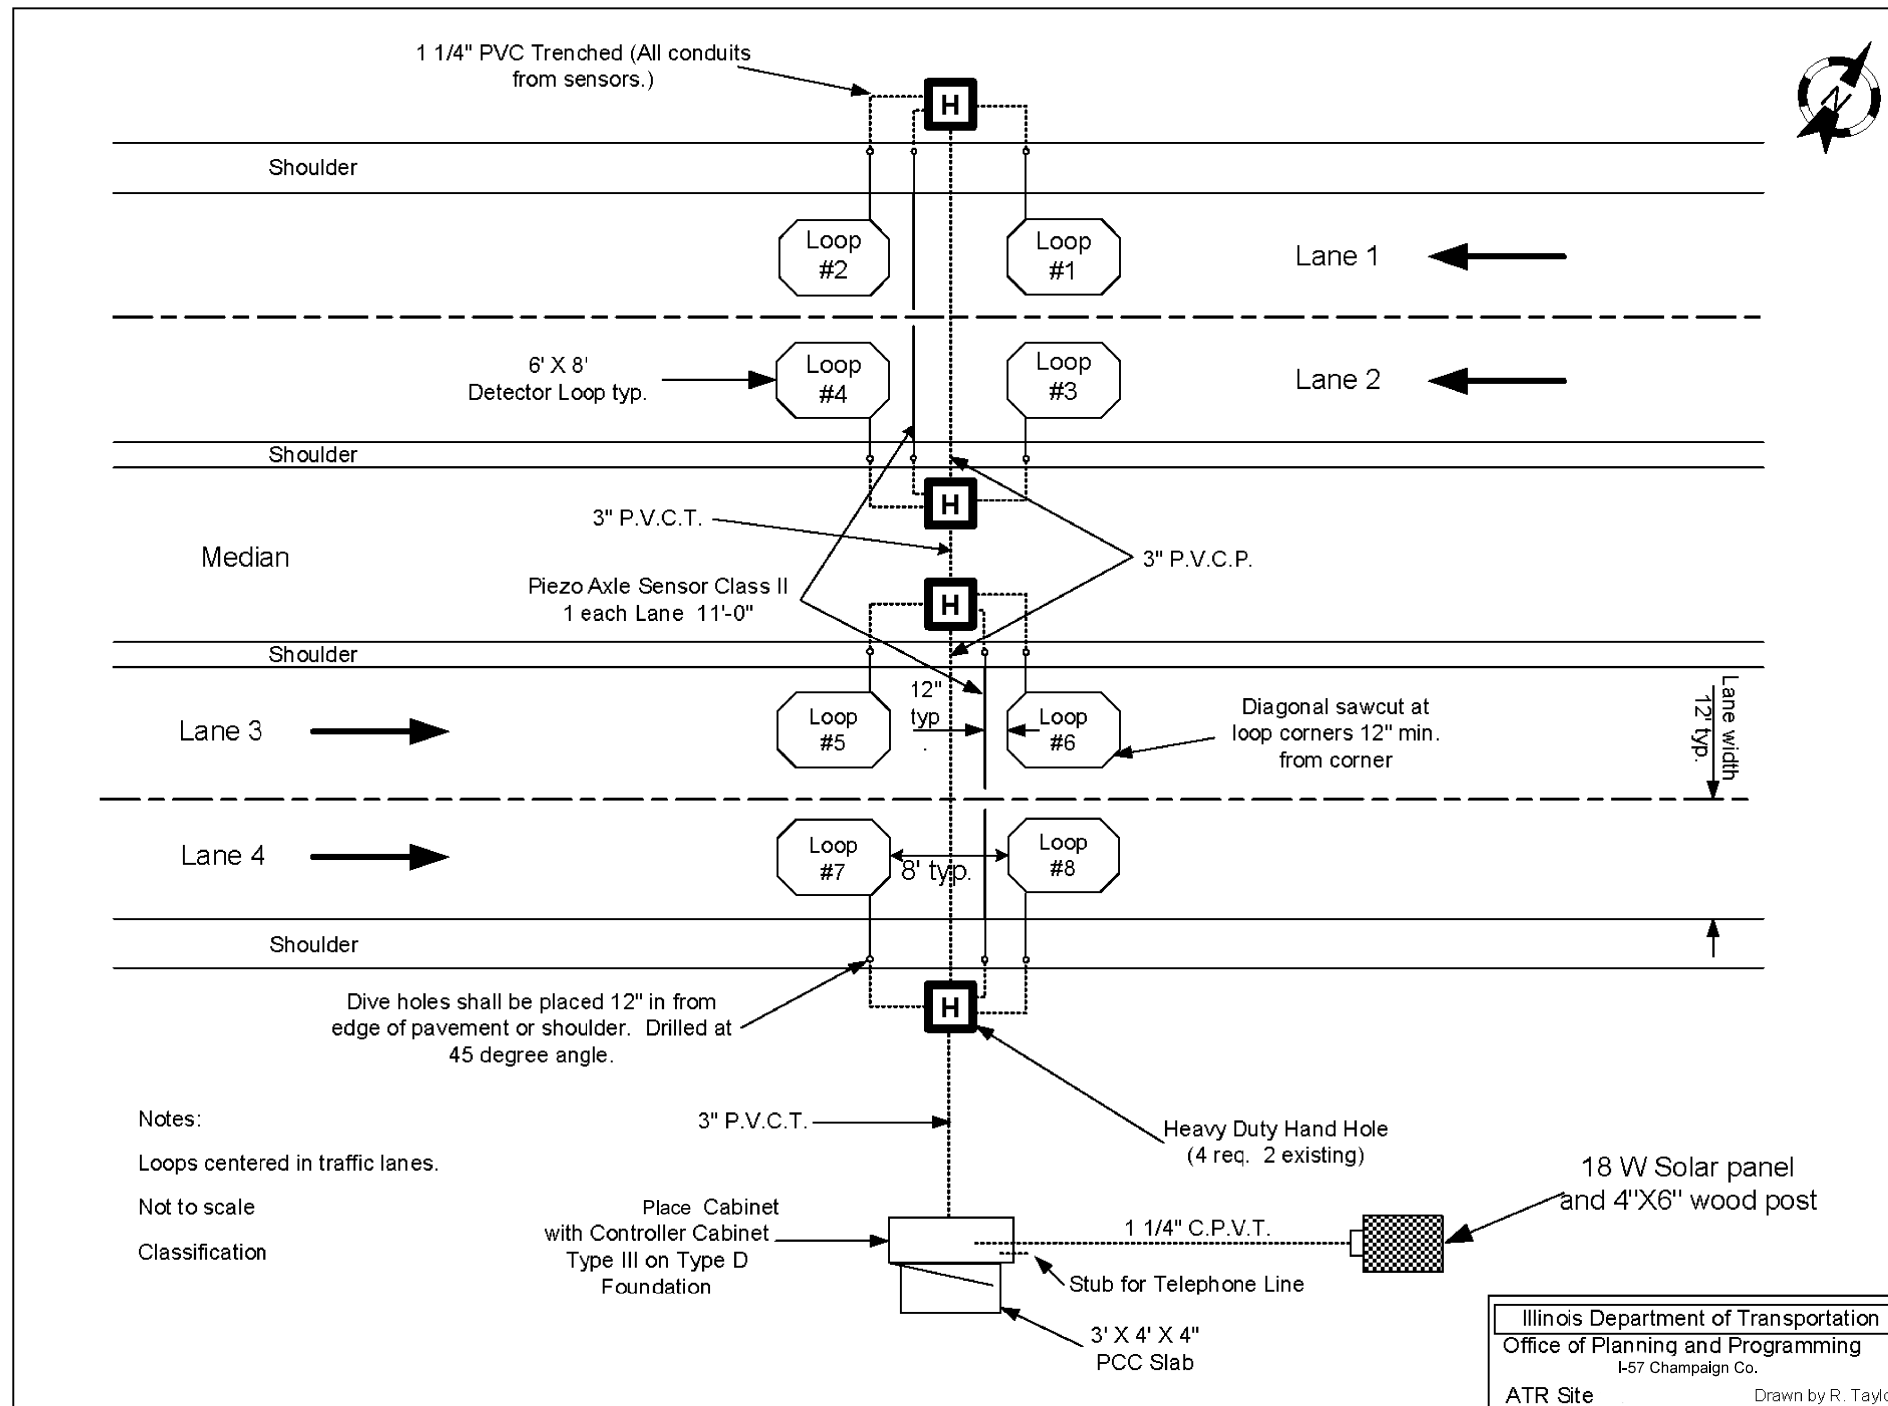 1 1/4" PVC Trenched (All conduits
from sensors.)
H
N
Shoulder
Loop
#2
Loop
#1
Lane 1
6' X 8'
Detector Loop typ.
Loop
#4
Loop
#3
Lane 2
Shoulder
H
3" P.V.C.T.
Median
3" P.V.C.P.
Piezo Axle Sensor Class II
1 each Lane 11'-0"
H
Shoulder
Lane 3
Loop
#5
12"
typ
.
Loop
#6
Diagonal sawcut at
loop corners 12" min.
from corner
Lane width
12' typ.
Lane 4
Loop
#7
8' typ.
Loop
#8
Shoulder
Dive holes shall be placed 12" in from
edge of pavement or shoulder. Drilled at
45 degree angle.
H
Notes:
Loops centered in traffic lanes.
Not to scale
Classification
3" P.V.C.T.
Heavy Duty Hand Hole
(4 req. 2 existing)
18 W Solar panel
and 4"X6" wood post
Place Cabinet
with Controller Cabinet
Type III on Type D
Foundation
1 1/4" C.P.V.T.
Stub for Telephone Line
3' X 4' X 4"
PCC Slab
Illinois Department of Transportation
Office of Planning and Programming
I-57 Champaign Co.
ATR Site
Drawn by R. Taylo